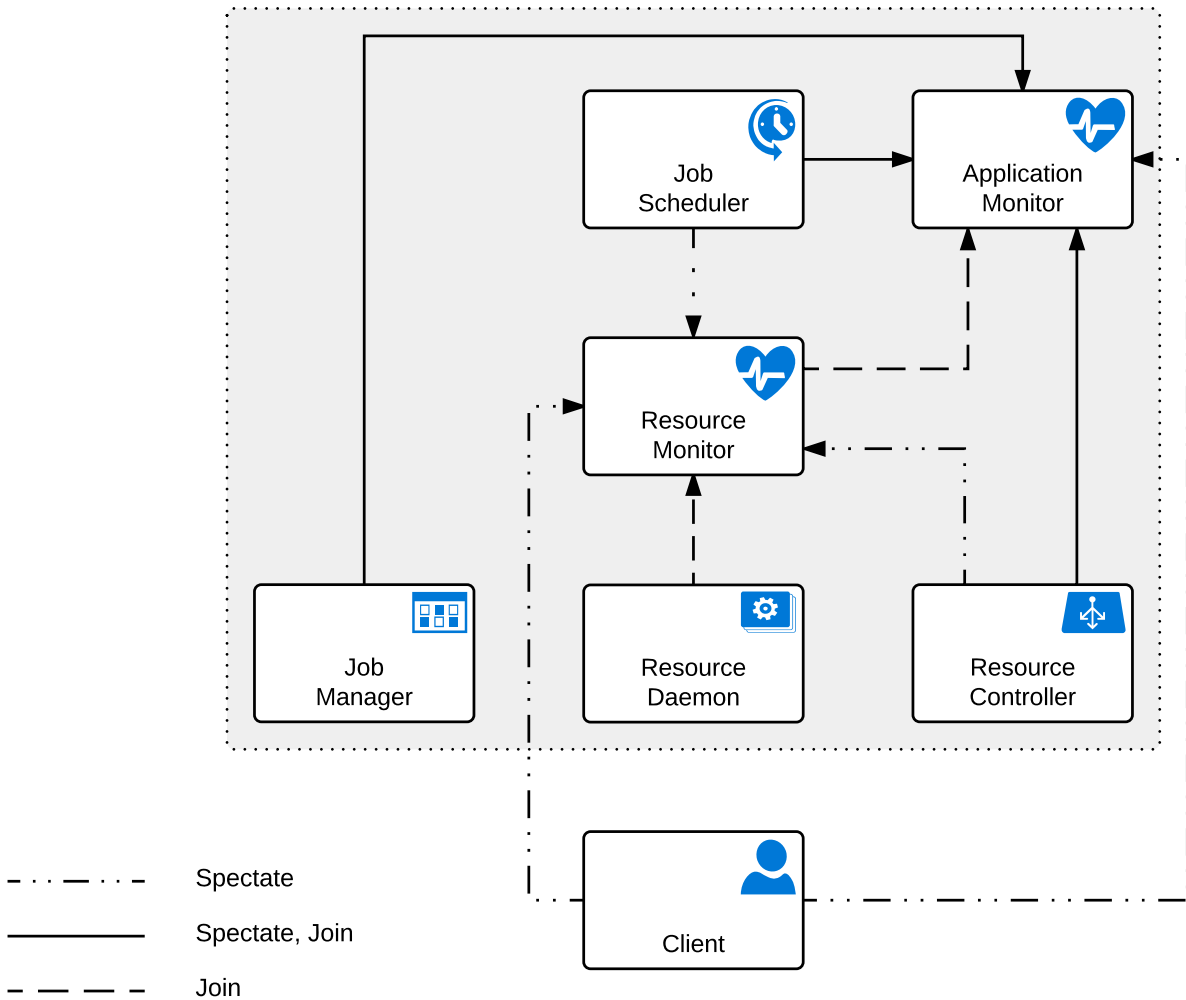 Job
Scheduler
Application
Monitor
Resource
Monitor
Job
Manager
Resource
Daemon
Resource
Controller
Client
Spectate
Spectate, Join
Join